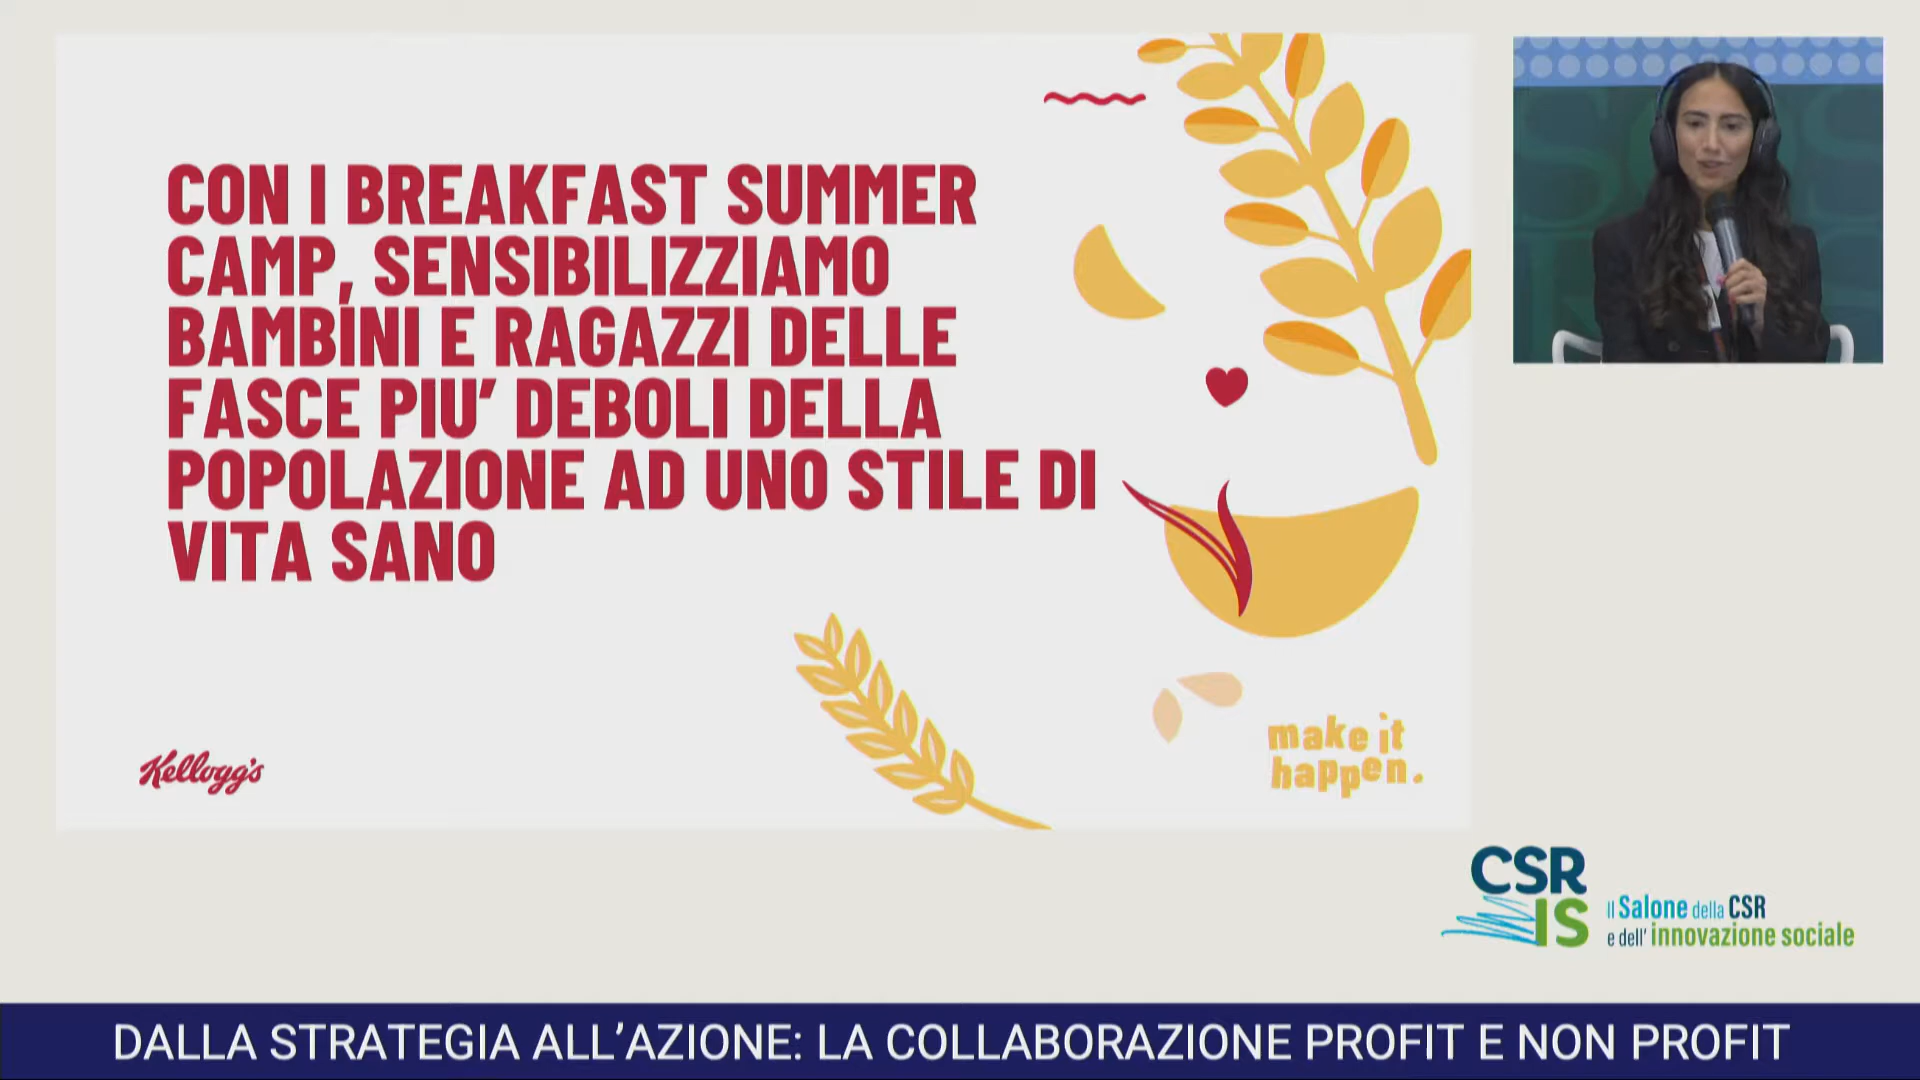 CON I BREAKFAST SUMMER
CAMP, SENSIBILIZZIAMO
BAMBINI E RAGAZZI DELLE
FASCE PIU’ DEBOLI DELLA
POPOLAZIONE AD UNO STILE DI
VITA SANO
Kellogg's
make it
happen.
CSR
IS
Il Salone della CSR
e dell' innovazione sociale
DALLA STRATEGIA ALL’AZIONE: LA COLLABORAZIONE PROFIT E NON PROFIT